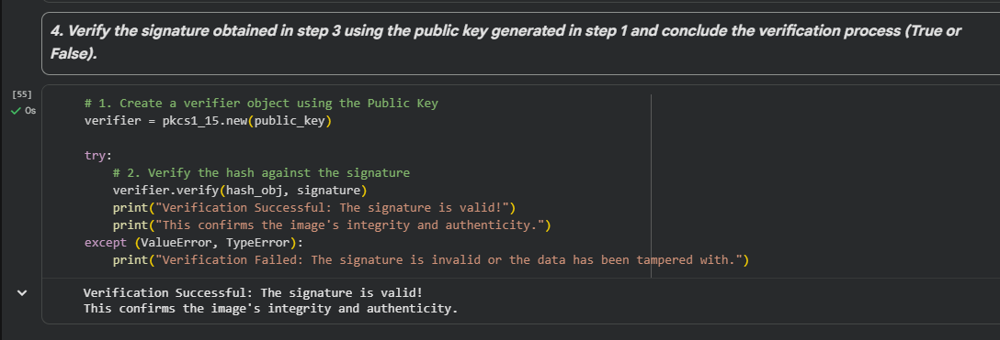 4. Verify the signature obtained in step 3 using the public key generated in step 1 and conclude the verification process (True or
False).
[55]
0s
# 1. Create a verifier object using the Public Key
verifier = pkcs1_15.new(public_key)
try:
# 2. Verify the hash against the signature
verifier.verify(hash_obj, signature)
print("Verification Successful: The signature is valid!")
print("This confirms the image's integrity and authenticity.")
except (ValueError, TypeError):
print("Verification Failed: The signature is invalid or the data has been tampered with.")
Verification Successful: The signature is valid!
This confirms the image's integrity and authenticity.